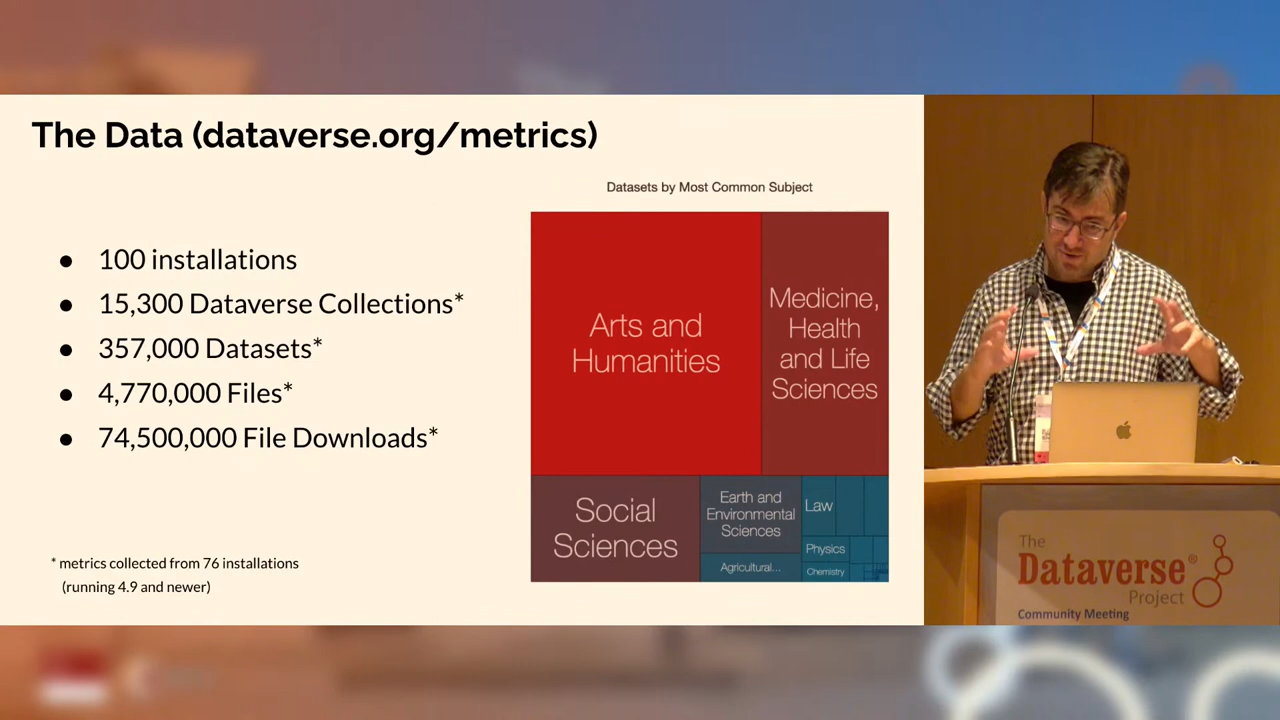 The Data (dataverse.org/metrics)
● 100 installations
● 15,300 Dataverse Collections*
● 357,000 Datasets*
● 4,770,000 Files*
● 74,500,000 File Downloads*
* metrics collected from 76 installations
(running 4.9 and newer)
Datasets by Most Common Subject
Arts and
Humanities
Medicine,
Health
and Life
Sciences
Social
Sciences
Earth and
Environmental
Sciences
Agricultural...
Law
Physics
Chemistry
The
Dataverse®
Project
Community Meeting